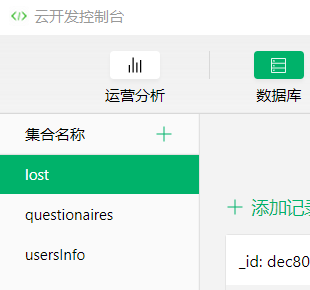 云开发控制台
运营分析
数据库
集合名称
lost
questionaires
usersInfo
添加记
_id: dec80